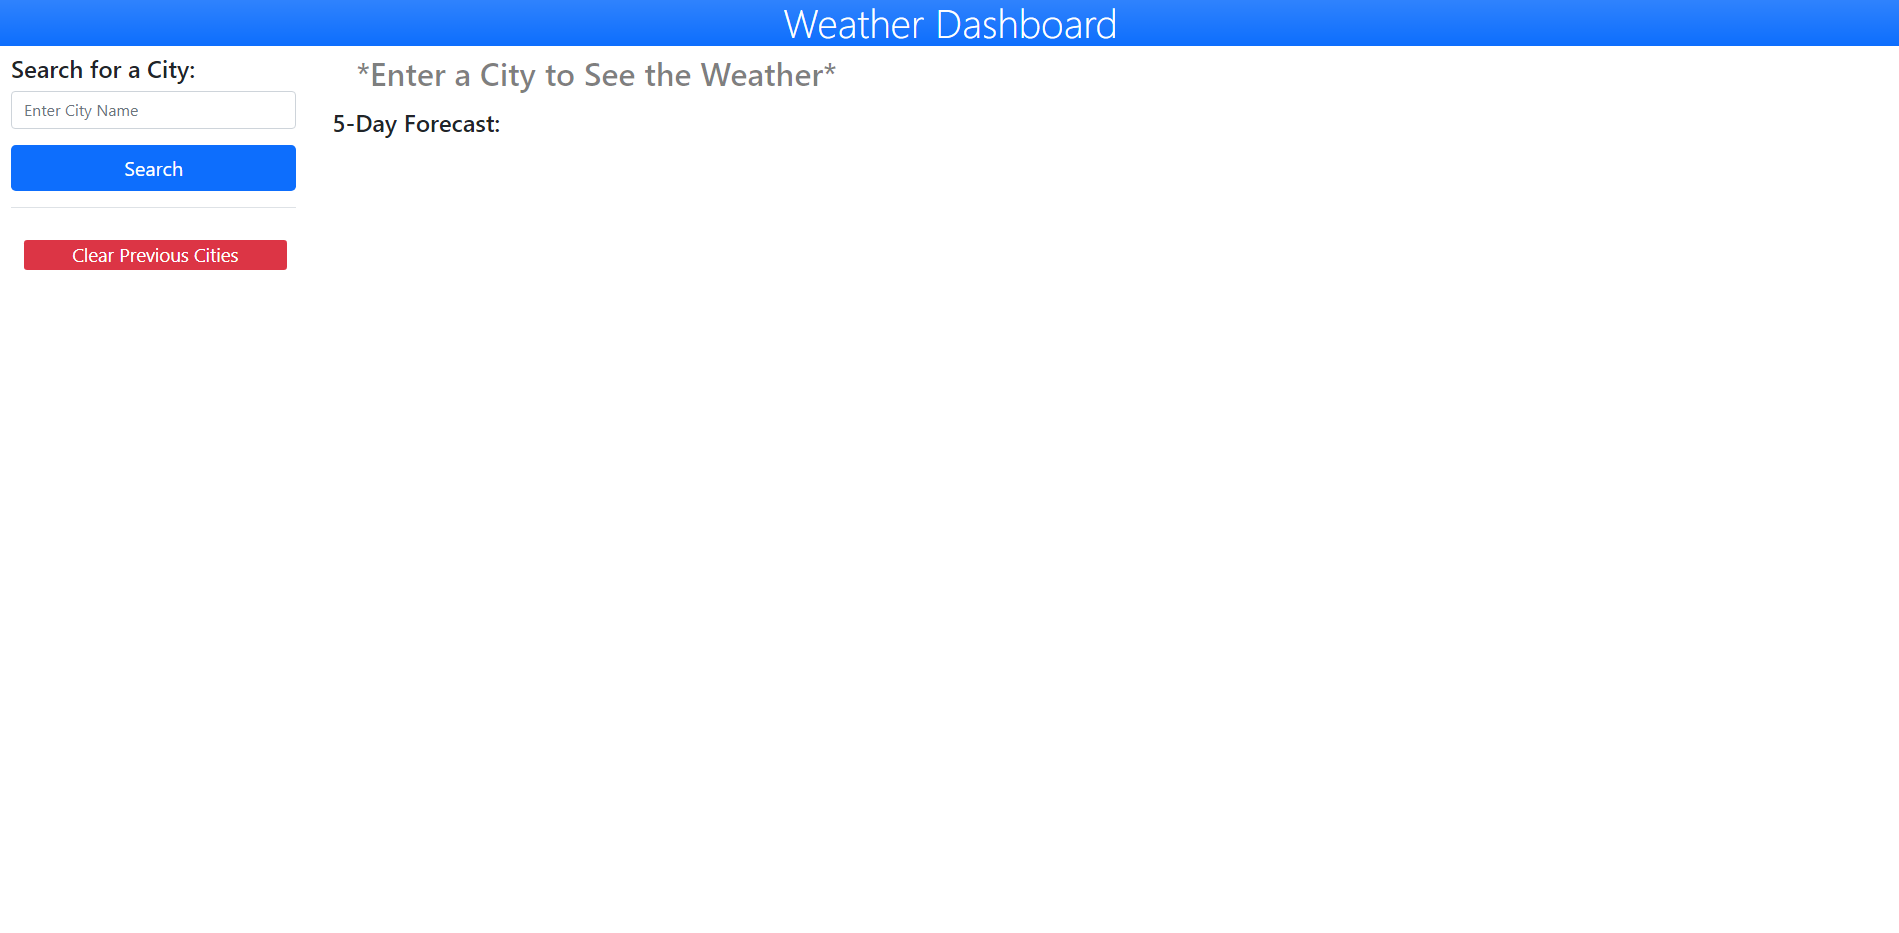 Weather Dashboard
Search for a City:
Enter City Name
Search
Clear Previous Cities
*Enter a City to See the Weather*
5-Day Forecast: